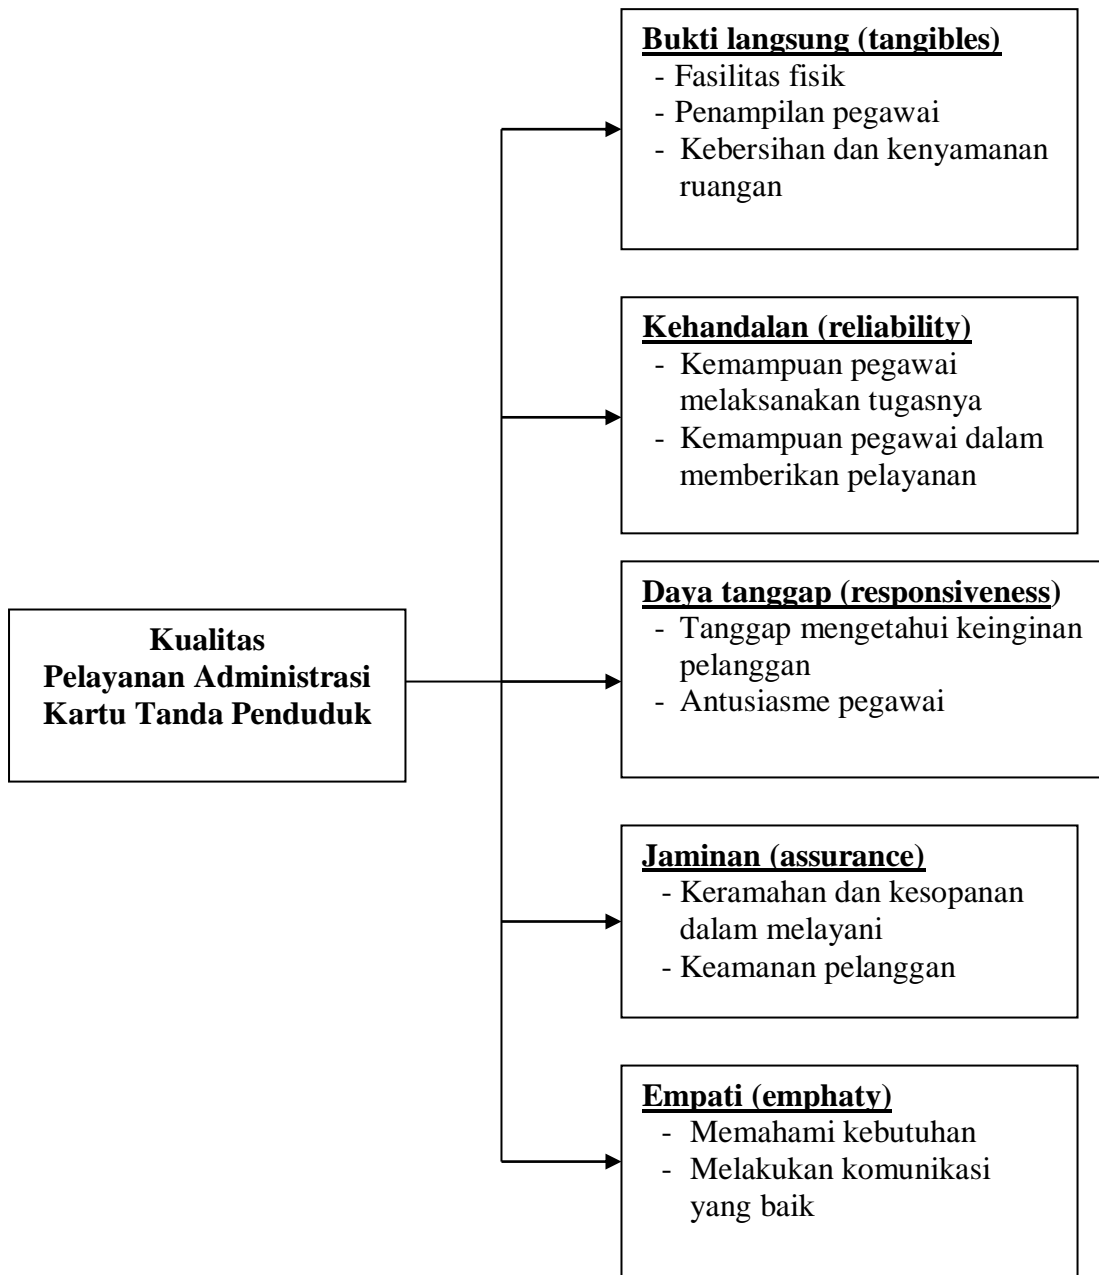 Bukti langsung (tangibles)
- Fasilitas fisik
- Penampilan pegawai
- Kebersihan dan kenyamanan
ruangan
Kehandalan (reliability)
- Kemampuan pegawai
melaksanakan tugasnya
- Kemampuan pegawai dalam
memberikan pelayanan
Kualitas
Pelayanan Administrasi
Kartu Tanda Penduduk
Daya tanggap (responsiveness)
- Tanggap mengetahui keinginan
pelanggan
- Antusiasme pegawai
Jaminan (assurance)
- Keramahan dan kesopanan
dalam melayani
- Keamanan pelanggan
Empati (emphaty)
- Memahami kebutuhan
- Melakukan komunikasi
yang baik